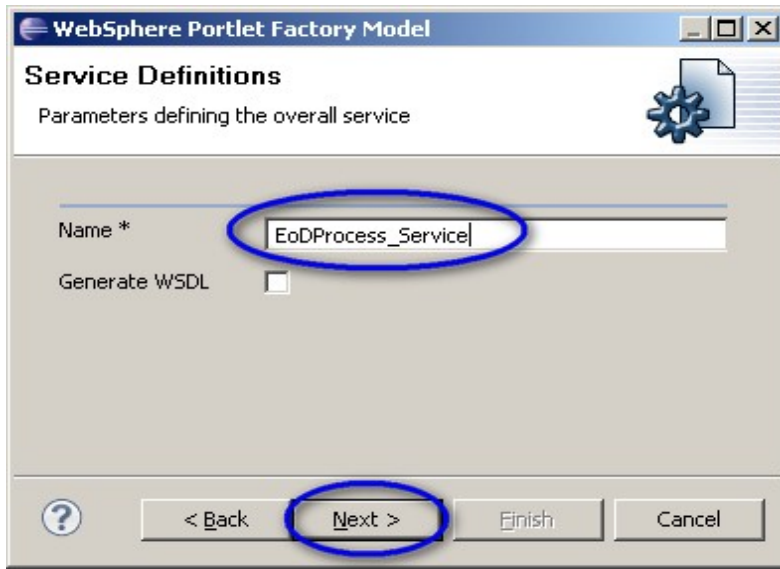 WebSphere Portlet Factory Model
Service Definitions
Parameters defining the overall service
Name *
EoDProcess_Service
Generate WSDL
?
< Back
Next >
Finish
Cancel